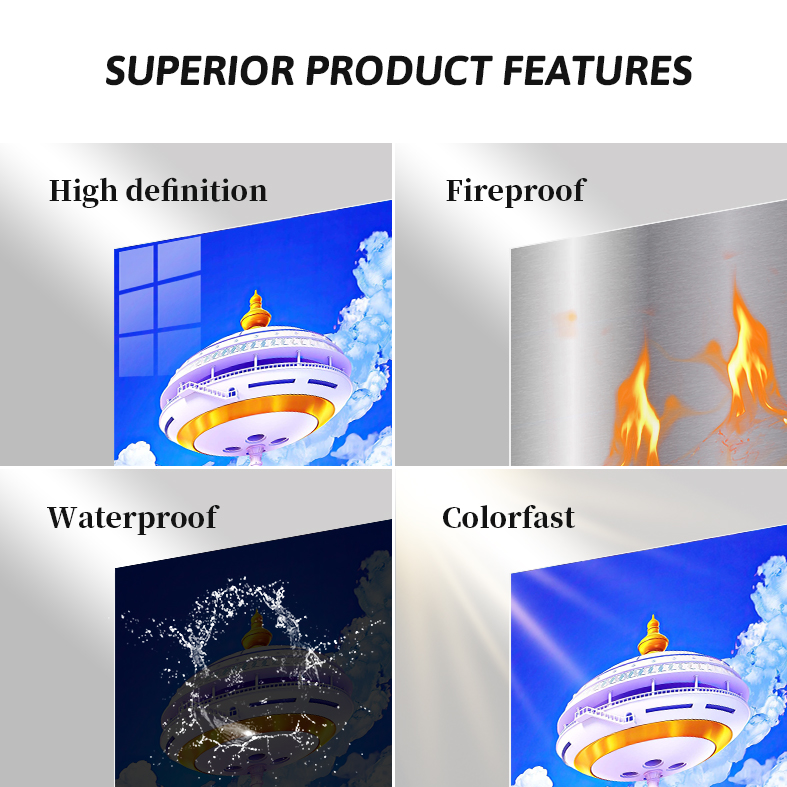 SUPERIOR PRODUCT FEATURES
High definition
Fireproof
Waterproof
Colorfast